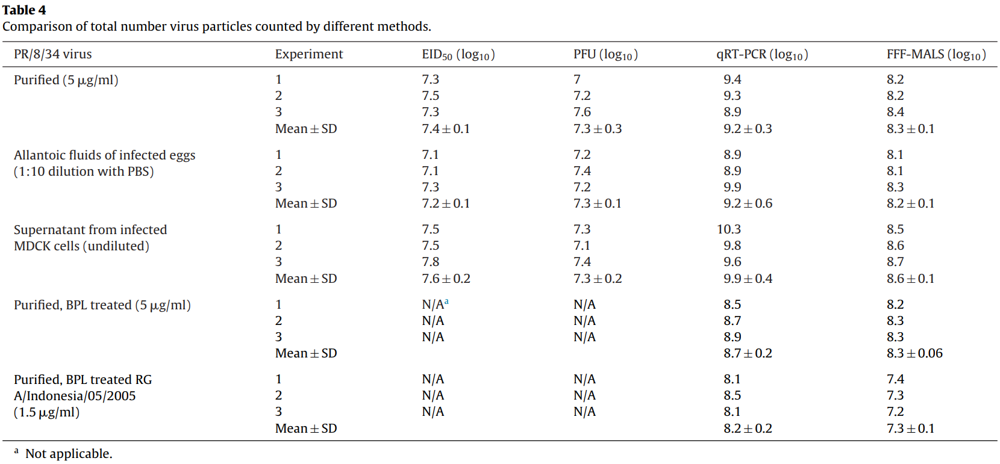 Table 4
Comparison of total number virus particles counted by different methods.
PR/8/34 virus Experiment EID50 (log10) PFU (log10) qRT-PCR (log10) FFF-MALS (log10)
Purified (5 μg/ml) 1 7.3 7 9.4 8.2
2 7.5 7.2 9.3 8.2
3 7.3 7.6 8.9 8.4
Mean ± SD 7.4 ± 0.1 7.3 ± 0.3 9.2 ± 0.3 8.3 ± 0.1
Allantoic fluids of infected eggs 1 7.1 7.2 8.9 8.1
(1:10 dilution with PBS) 2 7.1 7.4 8.9 8.1
3 7.3 7.2 9.9 8.3
Mean ± SD 7.2 ± 0.1 7.3 ± 0.1 9.2 ± 0.6 8.2 ± 0.1
Supernatant from infected 1 7.5 7.3 10.3 8.5
MDCK cells (undiluted) 2 7.5 7.1 9.8 8.6
3 7.8 7.4 9.6 8.7
Mean ± SD 7.6 ± 0.2 7.3 ± 0.2 9.9 ± 0.4 8.6 ± 0.1
Purified, BPL treated (5 μg/ml) 1 N/Aa N/A 8.5 8.2
2 N/A N/A 8.7 8.3
3 N/A N/A 8.9 8.3
Mean ± SD 8.7 ± 0.2 8.3 ± 0.06
Purified, BPL treated RG 1 N/A N/A 8.1 7.4
A/Indonesia/05/2005 2 N/A N/A 8.5 7.3
(1.5 μg/ml) 3 N/A N/A 8.1 7.2
Mean ± SD 8.2 ± 0.2 7.3 ± 0.1
a Not applicable.